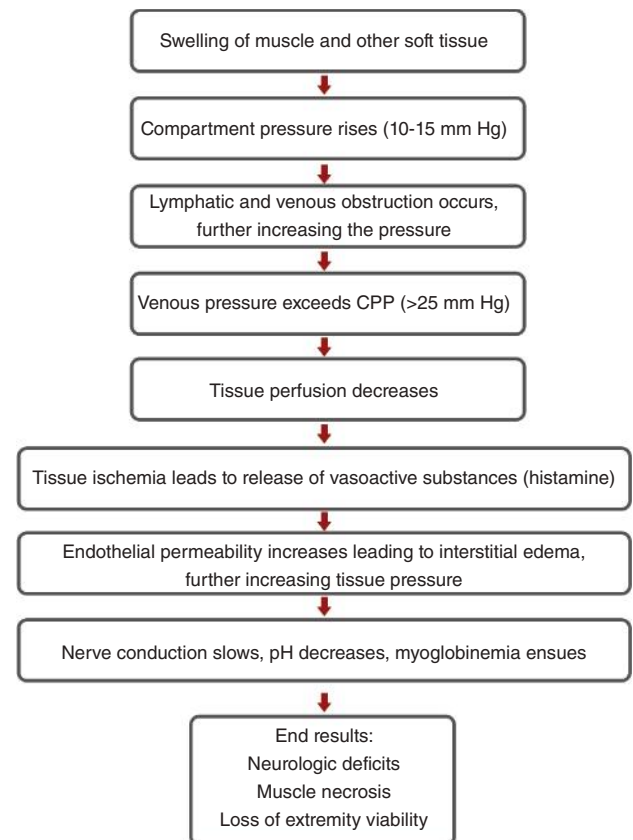 Swelling of muscle and other soft tissue
Compartment pressure rises (10-15 mm Hg)
Lymphatic and venous obstruction occurs,
further increasing the pressure
Venous pressure exceeds CPP (>25 mm Hg)
Tissue perfusion decreases
Tissue ischemia leads to release of vasoactive substances (histamine)
Endothelial permeability increases leading to interstitial edema,
further increasing tissue pressure
Nerve conduction slows, pH decreases, myoglobinemia ensues
End results:
Neurologic deficits
Muscle necrosis
Loss of extremity viability